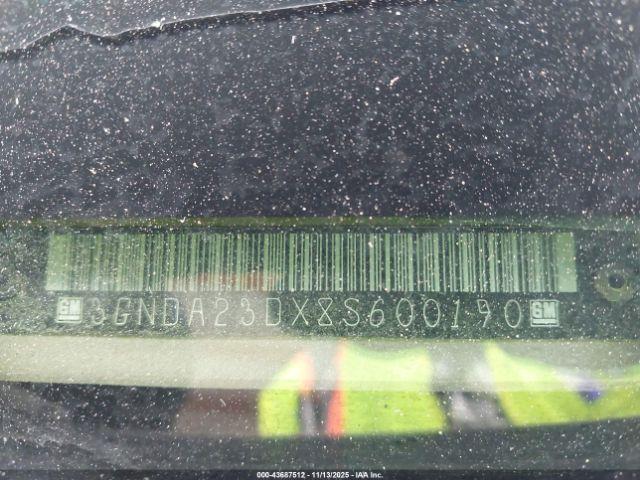 GM 3GNDA23DX8S600190 GM
000-43687512 - 11/13/2025 - IAA Inc.